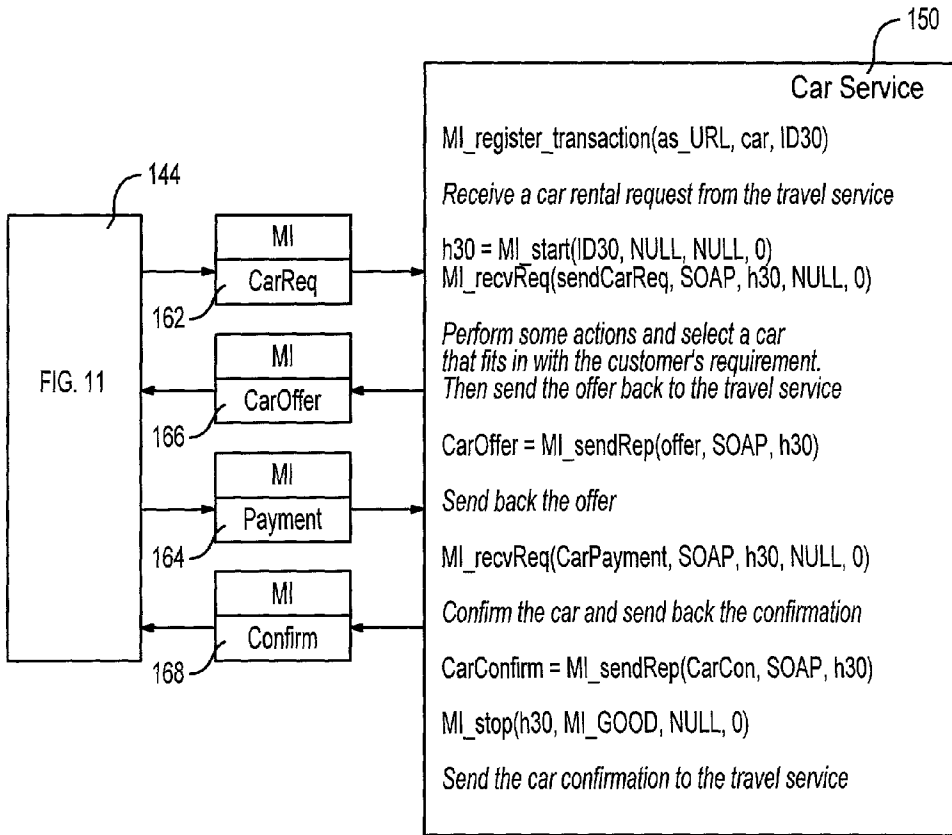 150
Car Service
MI_register_transaction(as_URL, car, ID30)
Receive a car rental request from the travel service
h30 = MI_start(ID30, NULL, NULL, 0)
MI_recvReq(sendCarReq, SOAP, h30, NULL, 0)
Perform some actions and select a car
that fits in with the customer's requirement.
Then send the offer back to the travel service
CarOffer = MI_sendRep(offer, SOAP, h30)
Send back the offer
MI_recvReq(CarPayment, SOAP, h30, NULL, 0)
Confirm the car and send back the confirmation
CarConfirm = MI_sendRep(CarCon, SOAP, h30)
MI_stop(h30, MI_GOOD, NULL, 0)
Send the car confirmation to the travel service
144
FIG. 11
MI
CarReq
162
MI
CarOffer
166
MI
Payment
164
MI
Confirm
168